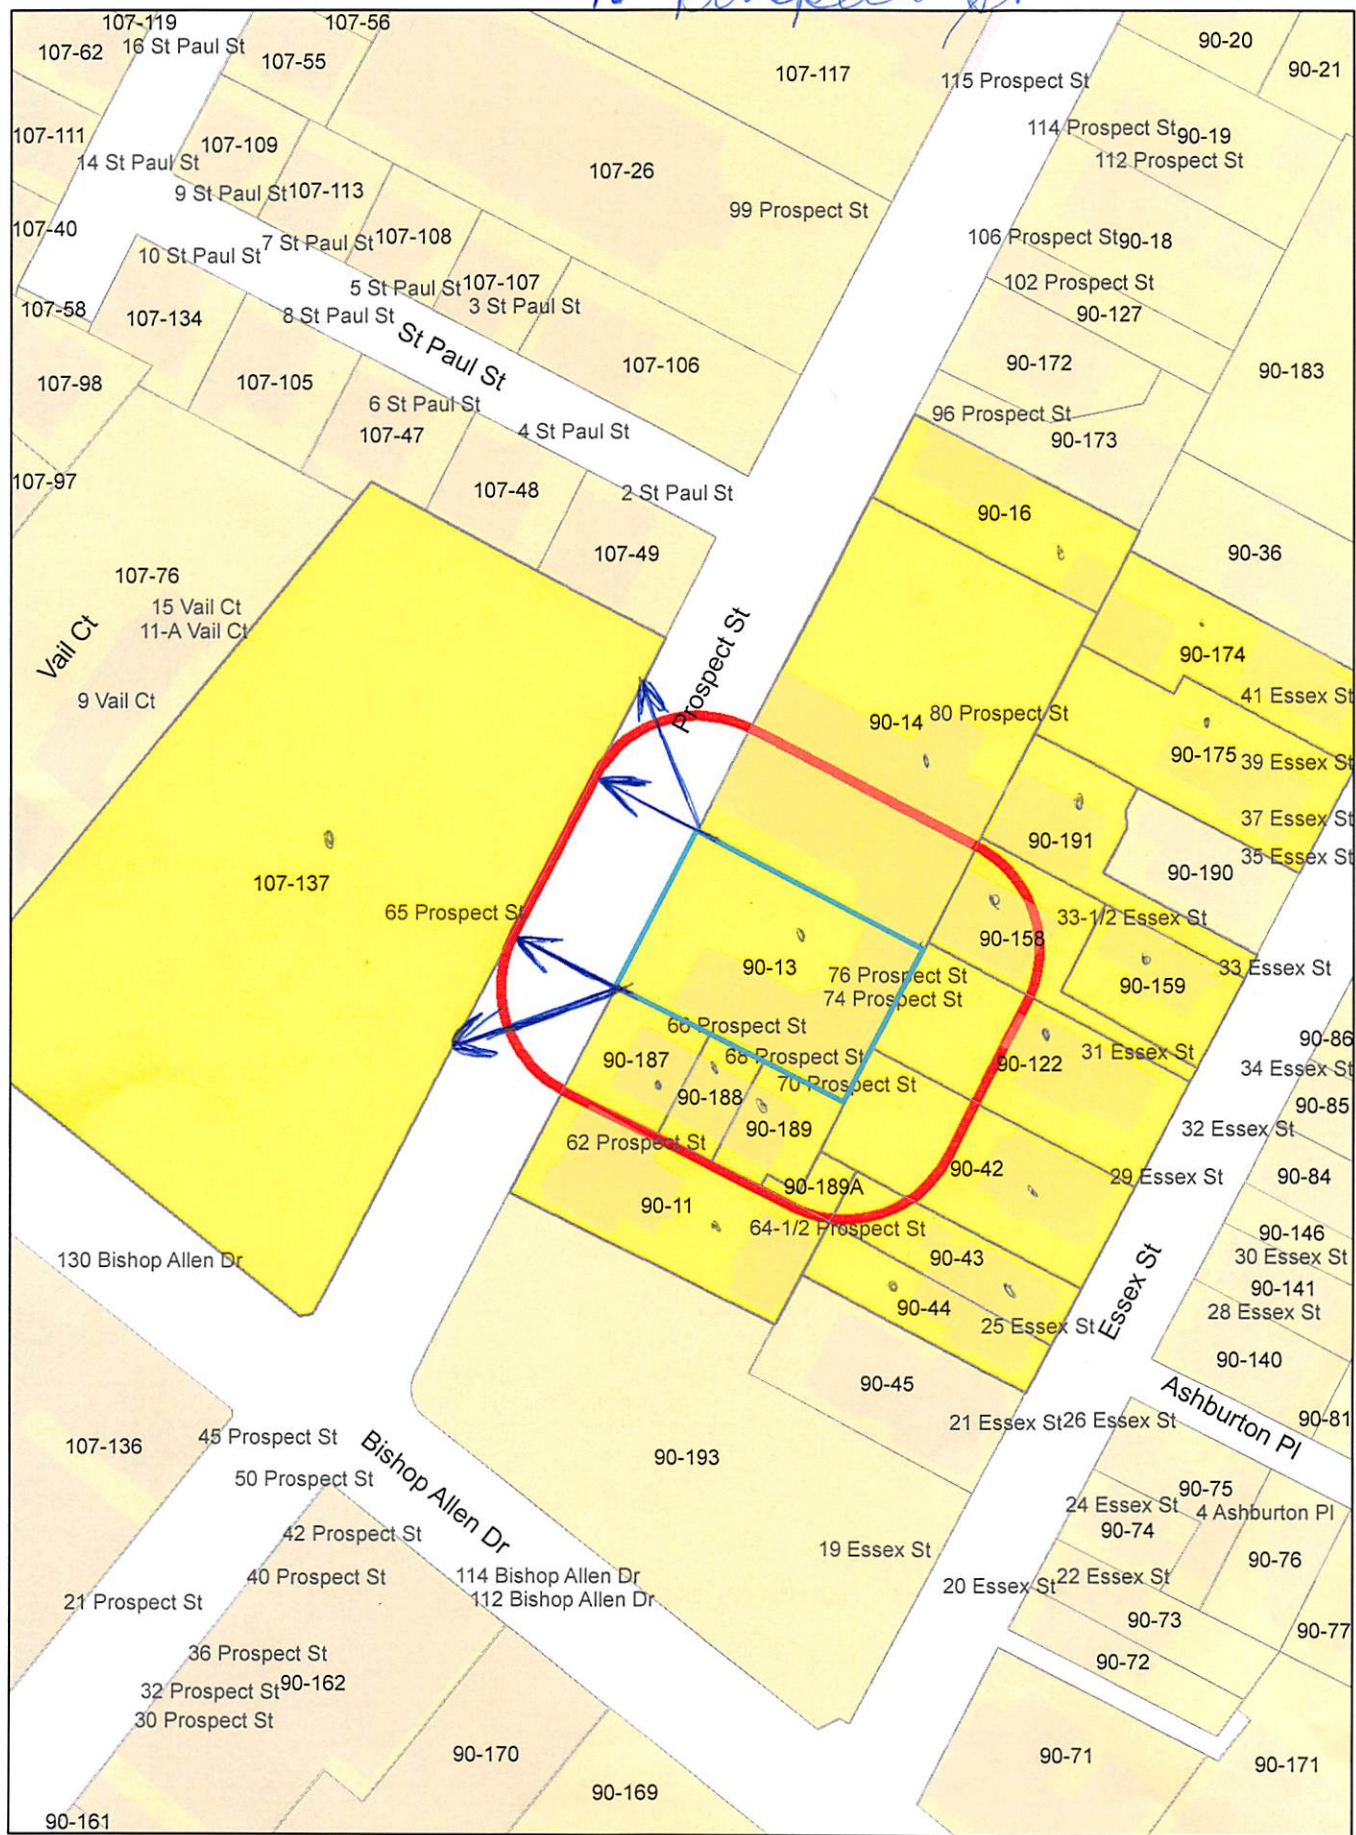 107-119
107-56
16 St Paul St
107-62
107-55
107-117
90-20
90-21
115 Prospect St
107-111
107-109
114 Prospect St
90-19
14 St Paul St
112 Prospect St
107-26
9 St Paul St
107-113
99 Prospect St
107-40
7 St Paul St
107-108
106 Prospect St
90-18
10 St Paul St
5 St Paul St
107-107
102 Prospect St
107-58
107-134
8 St Paul St
3 St Paul St
90-127
St Paul St
107-106
90-172
90-183
107-98
107-105
6 St Paul St
107-47
4 St Paul St
96 Prospect St
90-173
107-97
107-48
2 St Paul St
90-16
107-49
90-36
107-76
15 Vail Ct
11-A Vail Ct
Vail Ct
9 Vail Ct
Prospect St
90-174
41 Essex St
90-14
80 Prospect St
90-175
39 Essex St
37 Essex St
90-191
35 Essex St
107-137
90-190
65 Prospect St
33-1/2 Essex St
90-158
90-13
76 Prospect St
33 Essex St
74 Prospect St
90-159
66 Prospect St
90-86
90-187
68 Prospect St
90-122
31 Essex St
34 Essex St
70 Prospect St
90-188
90-85
90-189
62 Prospect St
32 Essex St
90-42
29 Essex St
90-84
90-189A
90-11
64-1/2 Prospect St
90-146
130 Bishop Allen Dr
90-43
30 Essex St
Essex St
90-141
90-44
28 Essex St
25 Essex St
90-140
90-45
Ashburton Pl
90-81
107-136
45 Prospect St
21 Essex St
26 Essex St
50 Prospect St
Bishop Allen Dr
90-193
90-75
24 Essex St
4 Ashburton Pl
42 Prospect St
90-74
19 Essex St
90-76
40 Prospect St
114 Bishop Allen Dr
22 Essex St
20 Essex St
112 Bishop Allen Dr
21 Prospect St
90-73
90-77
36 Prospect St
90-72
32 Prospect St
90-162
30 Prospect St
90-170
90-71
90-171
90-169
90-161